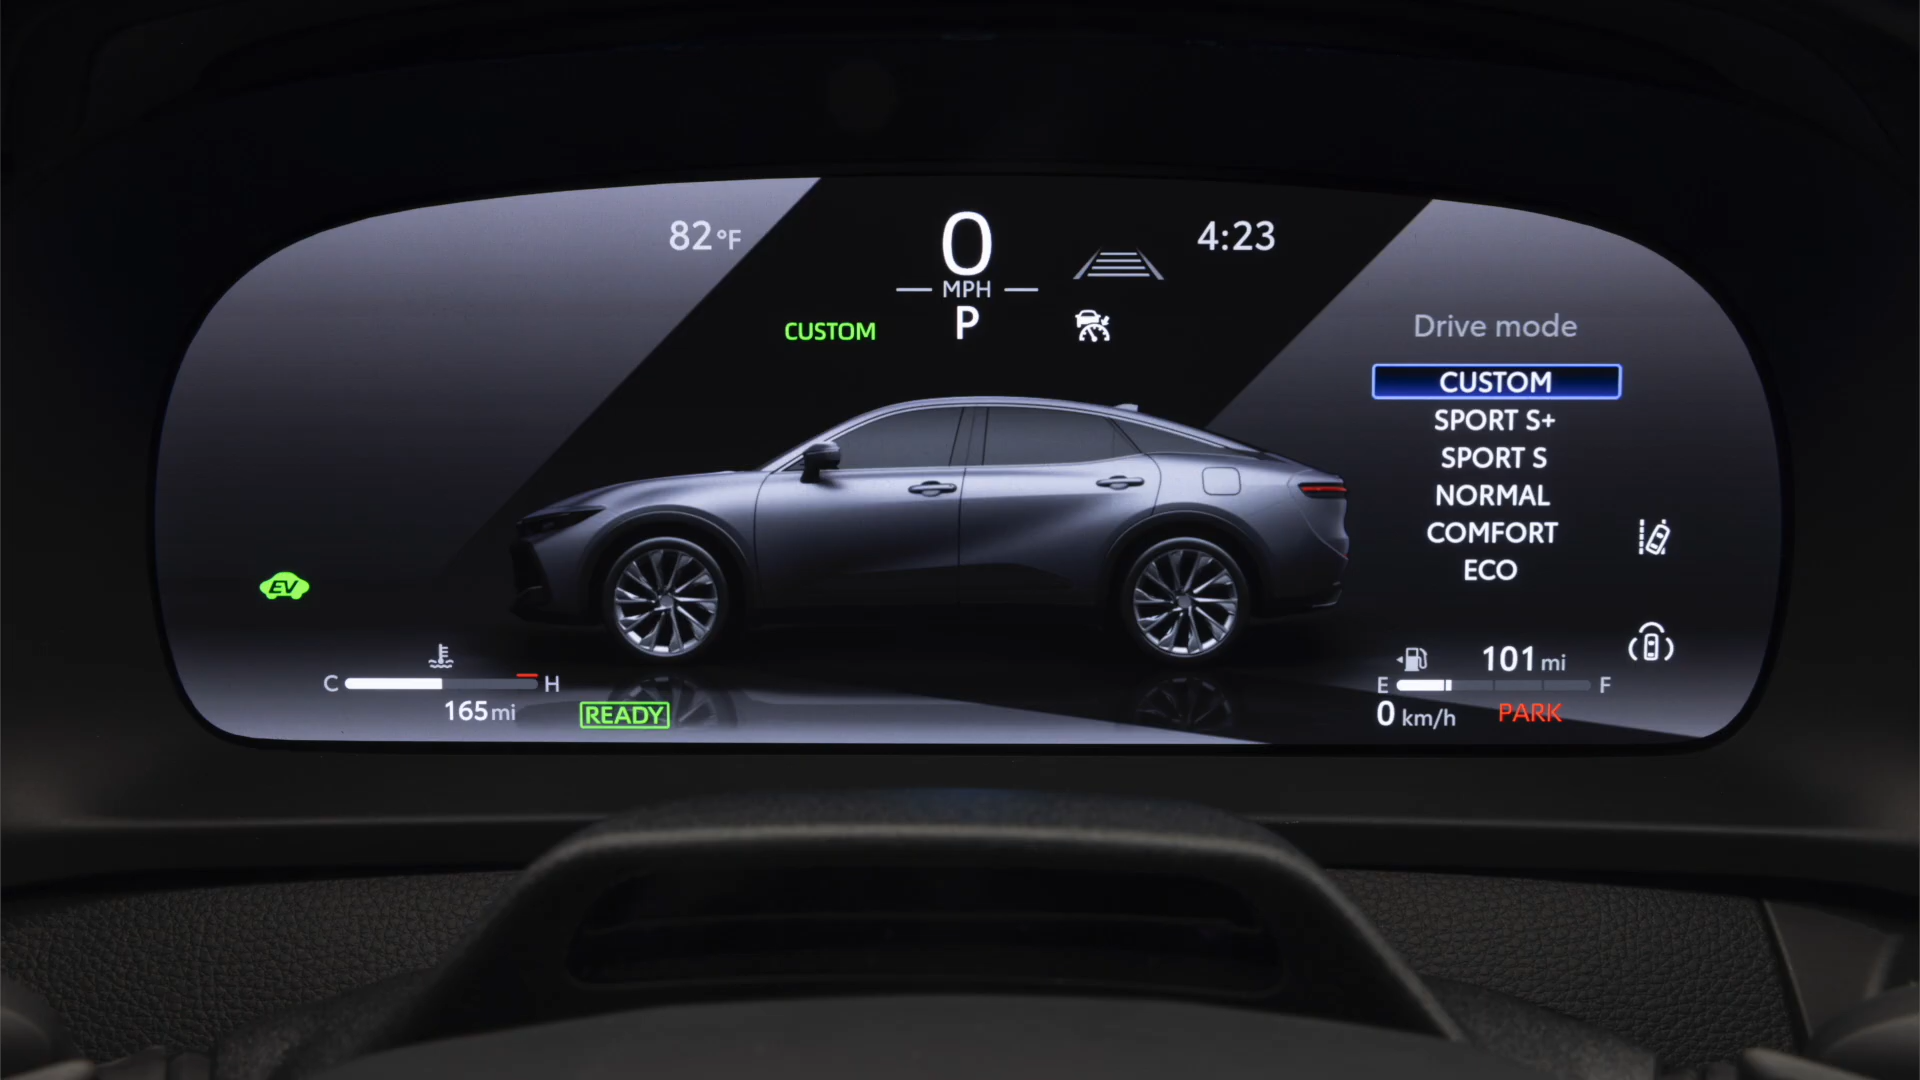 82°F
0
4:23
MPH
CUSTOM
P
Drive mode
CUSTOM
SPORT S+
SPORT S
NORMAL
COMFORT
ECO
EV
C H
165 mi
READY
101 mi
E F
0 km/h
PARK